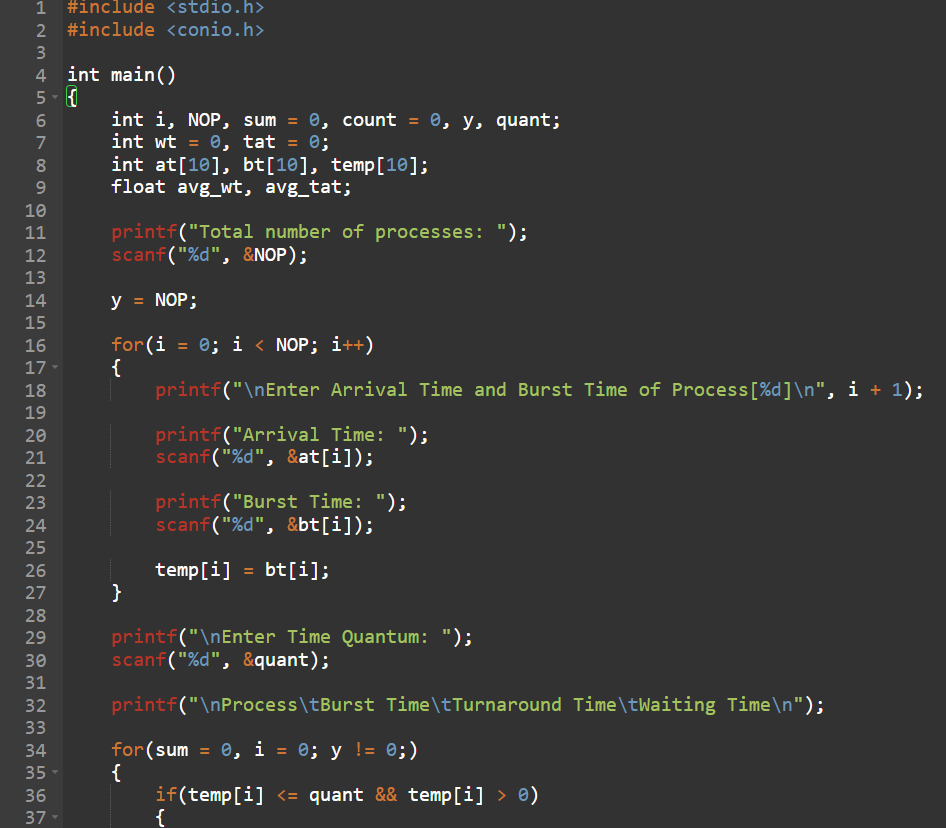 1 #include <stdio.h>
2 #include <conio.h>
3
4 int main()
5 {
6     int i, NOP, sum = 0, count = 0, y, quant;
7     int wt = 0, tat = 0;
8     int at[10], bt[10], temp[10];
9     float avg_wt, avg_tat;
10
11     printf("Total number of processes: ");
12     scanf("%d", &NOP);
13
14     y = NOP;
15
16     for(i = 0; i < NOP; i++)
17     {
18         printf("\nEnter Arrival Time and Burst Time of Process[%d]\n", i + 1);
19
20         printf("Arrival Time: ");
21         scanf("%d", &at[i]);
22
23         printf("Burst Time: ");
24         scanf("%d", &bt[i]);
25
26         temp[i] = bt[i];
27     }
28
29     printf("\nEnter Time Quantum: ");
30     scanf("%d", &quant);
31
32     printf("\nProcess\tBurst Time\tTurnaround Time\tWaiting Time\n");
33
34     for(sum = 0, i = 0; y != 0;)
35     {
36         if(temp[i] <= quant && temp[i] > 0)
37         {